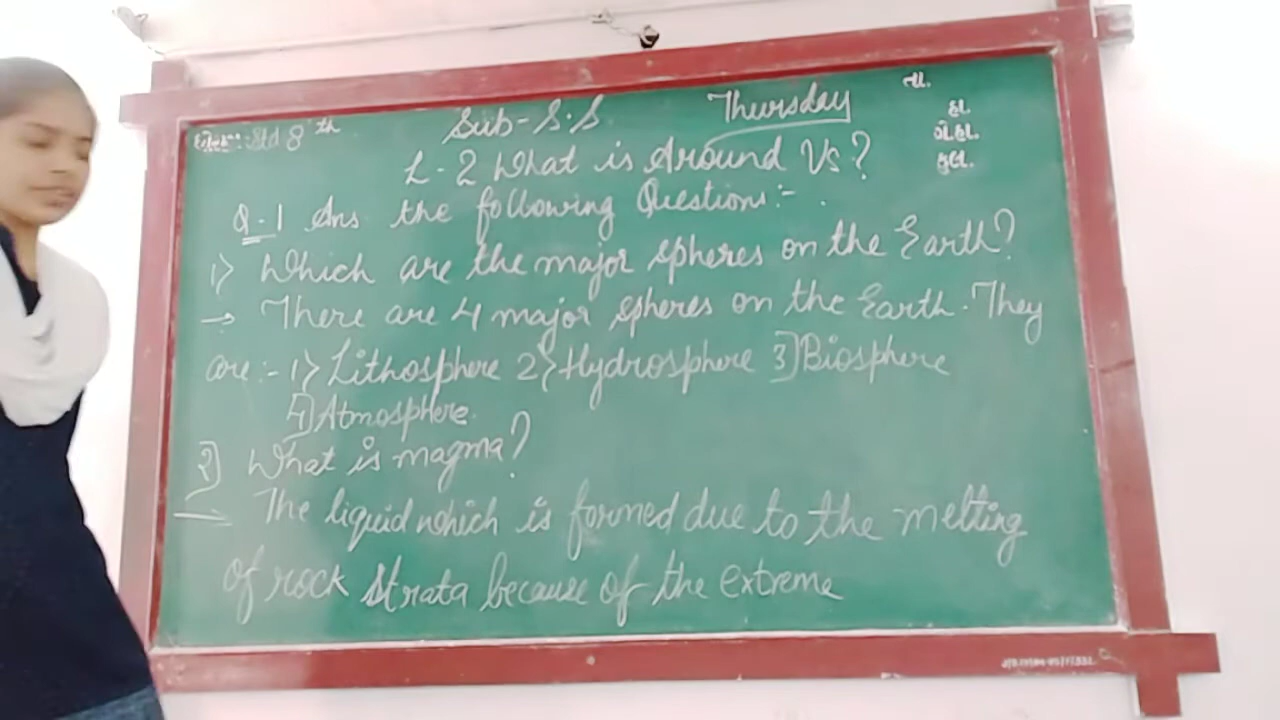 Std 8th Sub-S.S Thursday તા.
હા.
L-2 What is Around Us? ગે.હા.
કુલ.
Q-1 Ans the following Questions:-
1) Which are the major spheres on the Earth?
→ There are 4 major spheres on the Earth. They
are:- 1) Lithosphere 2) Hydrosphere 3] Biosphere
4] Atmosphere.
2] What is magma?
→ The liquid which is formed due to the melting
of rock strata because of the extreme